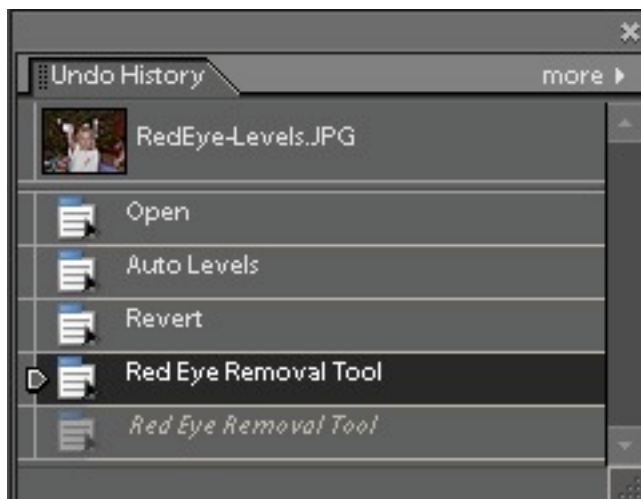 Undo History
more
RedEye-Levels.JPG
Open
Auto Levels
Revert
Red Eye Removal Tool
Red Eye Removal Tool